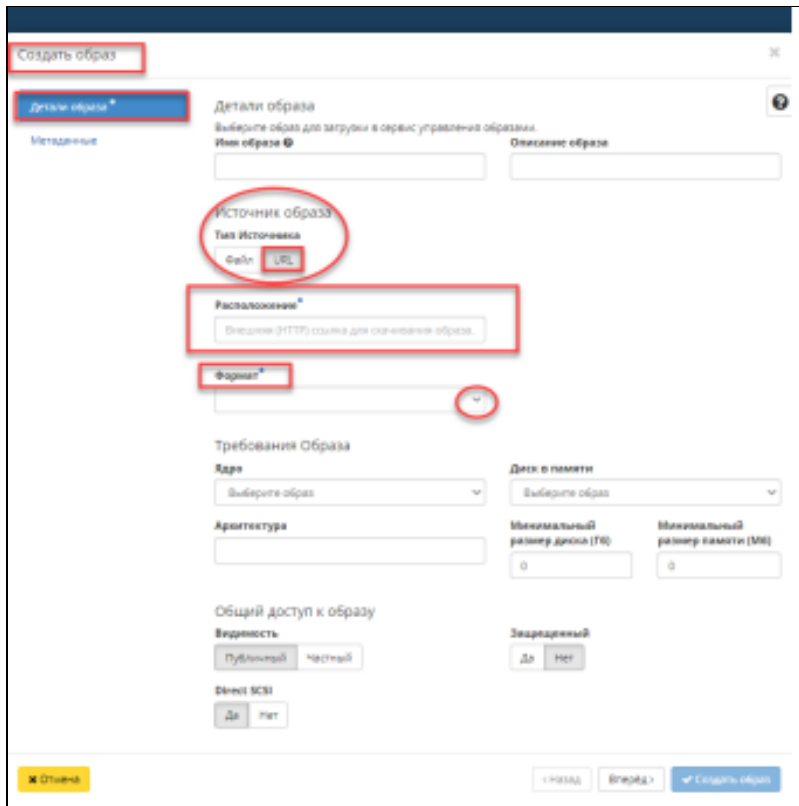 Создать образ
Детали образа *
Метаданные
Детали образа
Выберите образ для загрузки в сервис управления образами.
Имя образа
Описание образа
Источник образа
Тип Источника
Файл URL
Расположение*
Внешняя (HTTP) ссылка для скачивания образа.
Формат*
Требования Образа
Ядро
Диск в памяти
Выберите образ
Выберите образ
Архитектура
Минимальный размер диска (Гб)
Минимальный размер памяти (Мб)
0
0
Общий доступ к образу
Видимость
Защищенный
Публичный Частный
Да Нет
Direct SCSI
Да Нет
× Отмена
‹ Назад
Вперёд ›
✓ Создать образ